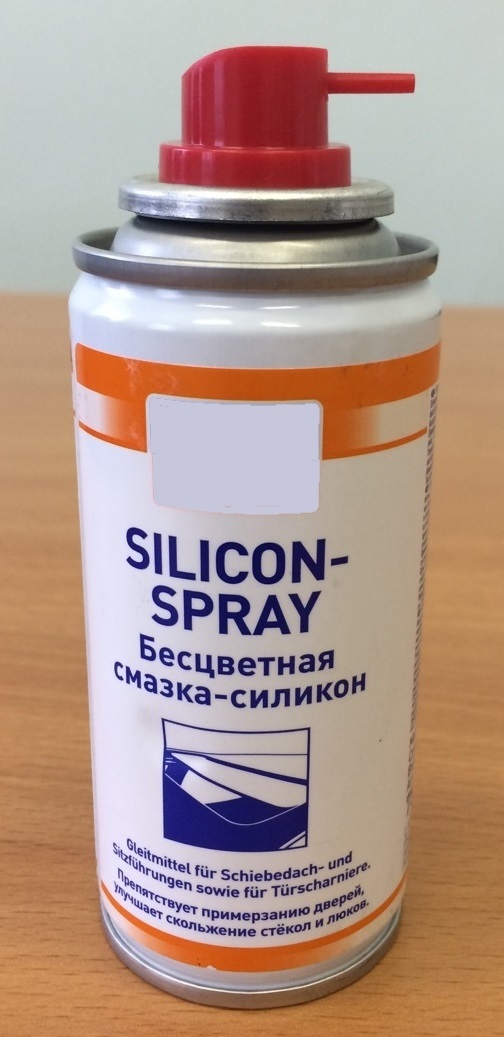 SILICON-
SPRAY
Бесцветная
смазка-силикон
Gleitmittel für Schiebedach- und
Sitzführungen sowie für Türscharniere.
Препятствует примерзанию дверей,
улучшает скольжение стёкол и люков.